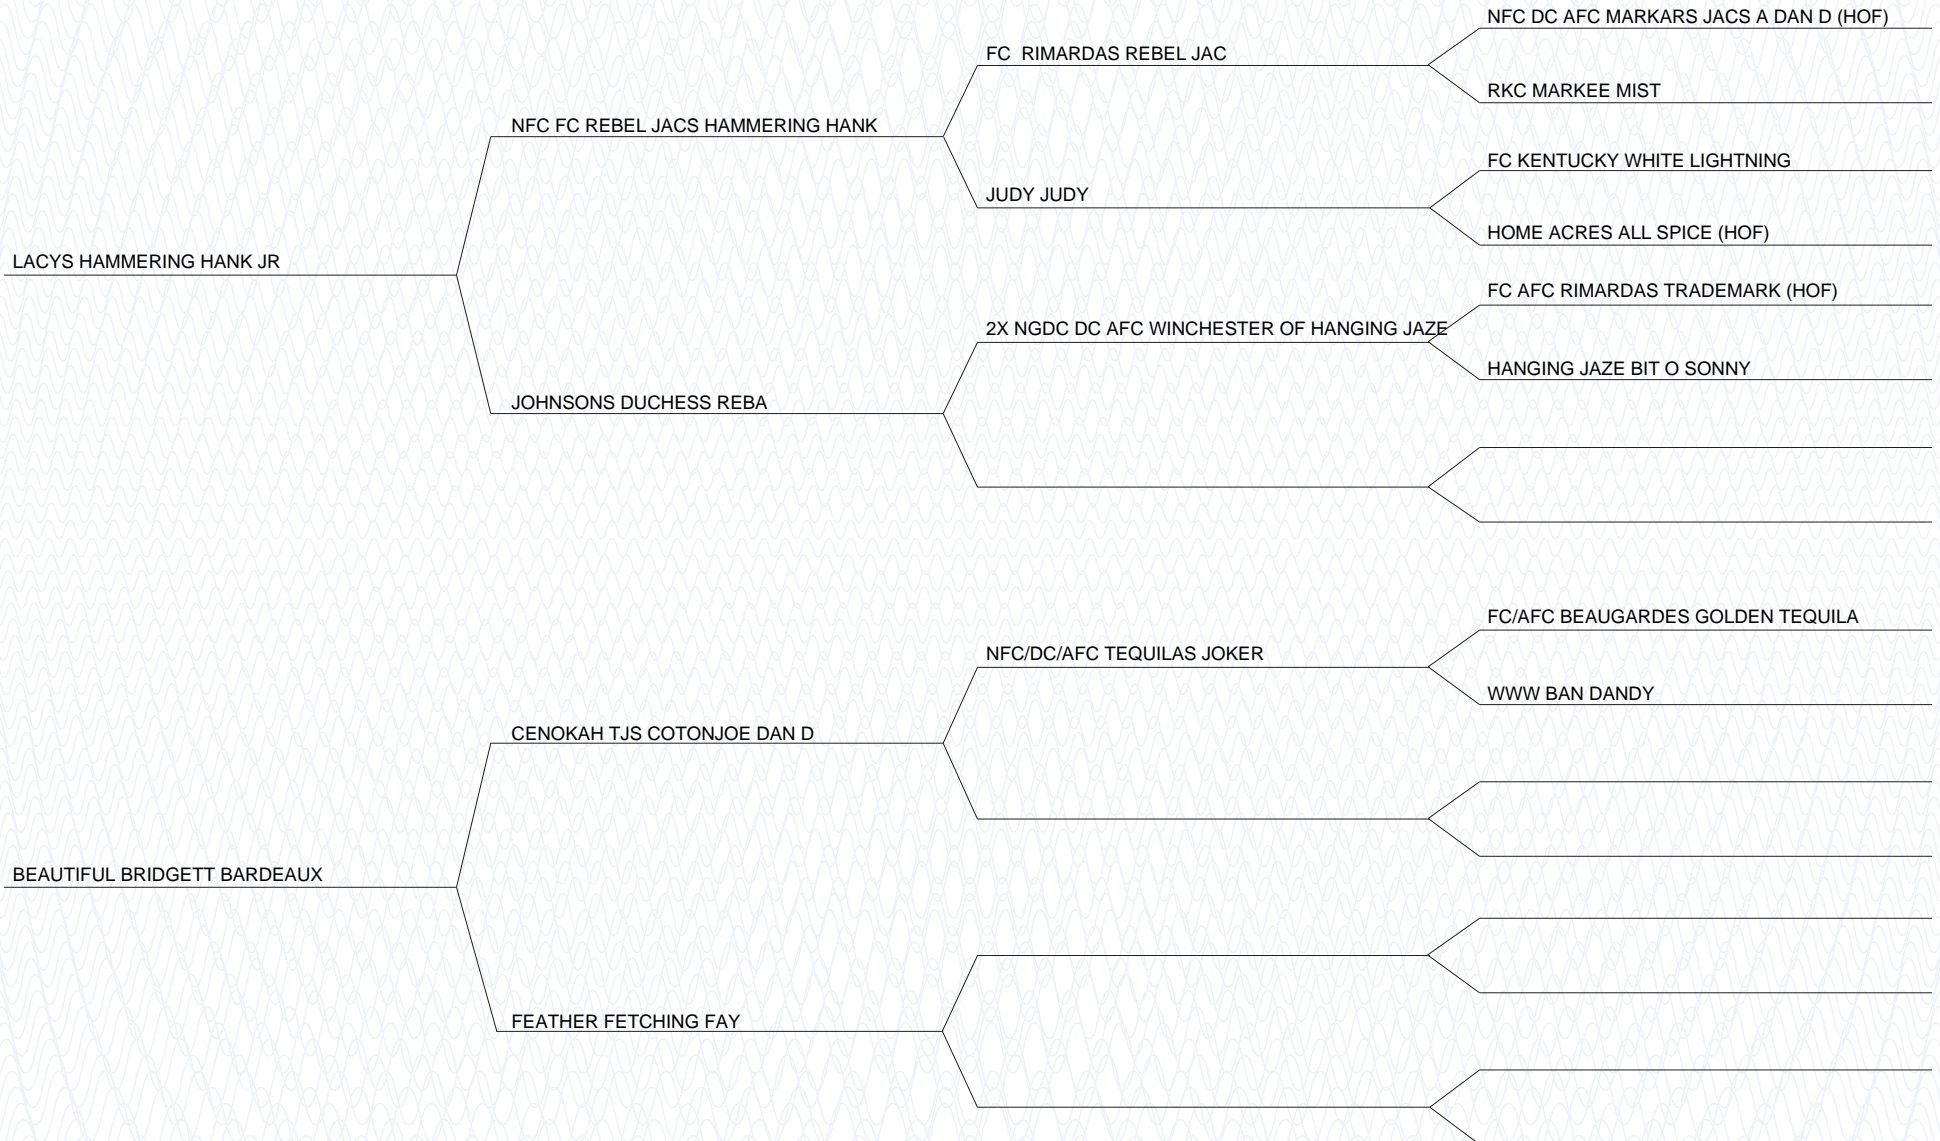 NFC DC AFC MARKARS JACS A DAN D (HOF)
FC  RIMARDAS REBEL JAC
RKC MARKEE MIST
NFC FC REBEL JACS HAMMERING HANK
FC KENTUCKY WHITE LIGHTNING
JUDY JUDY
HOME ACRES ALL SPICE (HOF)
LACYS HAMMERING HANK JR
FC AFC RIMARDAS TRADEMARK (HOF)
2X NGDC DC AFC WINCHESTER OF HANGING JAZE
HANGING JAZE BIT O SONNY
JOHNSONS DUCHESS REBA
FC/AFC BEAUGARDES GOLDEN TEQUILA
NFC/DC/AFC TEQUILAS JOKER
WWW BAN DANDY
CENOKAH TJS COTONJOE DAN D
BEAUTIFUL BRIDGETT BARDEAUX
FEATHER FETCHING FAY